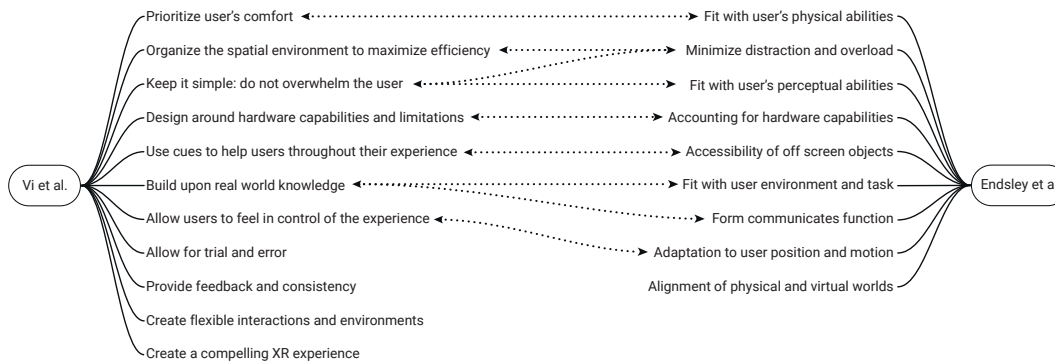 Prioritize user's comfort
Fit with user's physical abilities
Organize the spatial environment to maximize efficiency
Minimize distraction and overload
Keep it simple: do not overwhelm the user
Fit with user's perceptual abilities
Design around hardware capabilities and limitations
Accounting for hardware capabilities
Use cues to help users throughout their experience
Accessibility of off screen objects
Vi et al.
Build upon real world knowledge
Fit with user environment and task
Endsley et a
Allow users to feel in control of the experience
Form communicates function
Allow for trial and error
Adaptation to user position and motion
Provide feedback and consistency
Alignment of physical and virtual worlds
Create flexible interactions and environments
Create a compelling XR experience